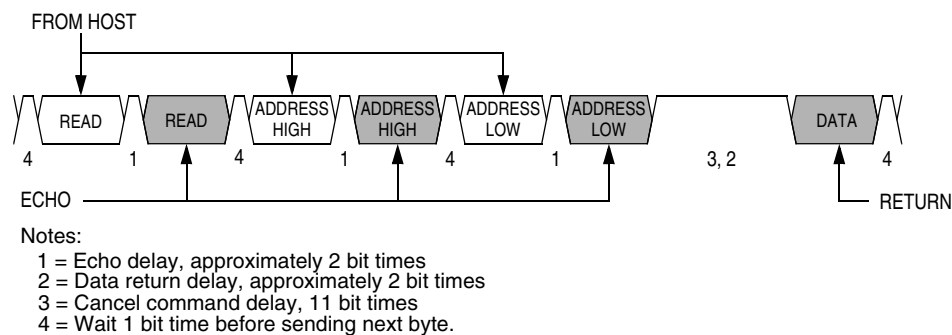 FROM HOST
READ READ ADDRESS HIGH ADDRESS HIGH ADDRESS LOW ADDRESS LOW DATA
4 1 4 1 4 1 3, 2 4
ECHO RETURN
Notes:
1 = Echo delay, approximately 2 bit times
2 = Data return delay, approximately 2 bit times
3 = Cancel command delay, 11 bit times
4 = Wait 1 bit time before sending next byte.